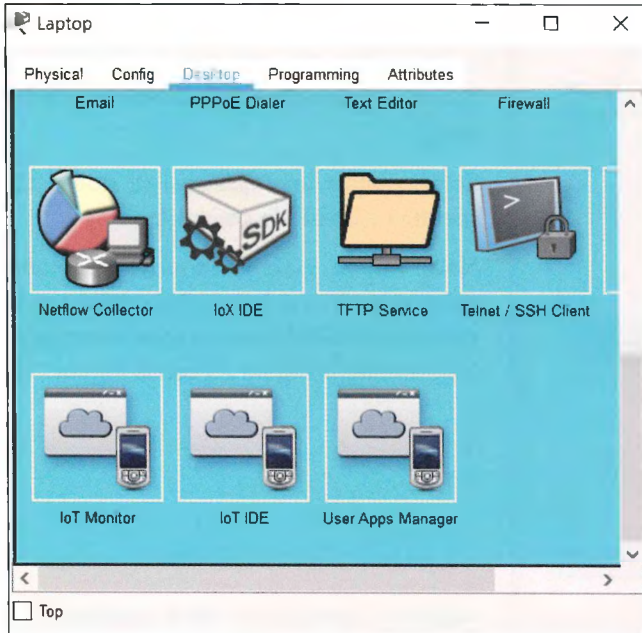 Laptop
Physical Config Desktop Programming Attributes
Email PPPoE Dialer Text Editor Firewall
SDK
Netflow Collector IoX IDE TFTP Service Telnet / SSH Client
IoT Monitor IoT IDE User Apps Manager
Top